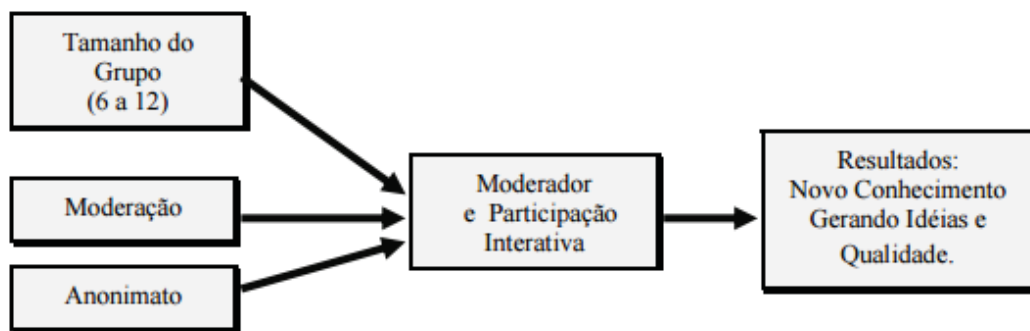 Tamanho do
Grupo
(6 a 12)
Moderação
Anonimato
Moderador
e Participação
Interativa
Resultados:
Novo Conhecimento
Gerando Idéias e
Qualidade.